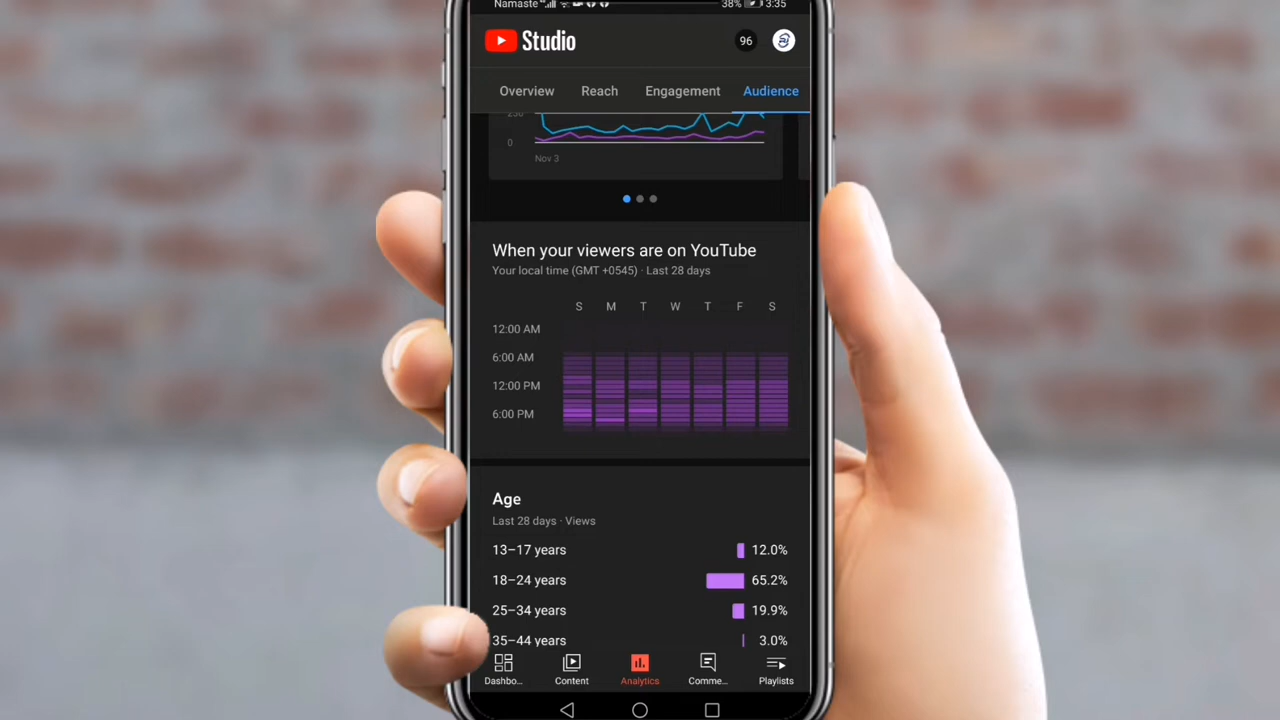 Namaste 38% 3:35
Studio 96
Overview Reach Engagement Audience
250
0
Nov 3
When your viewers are on YouTube
Your local time (GMT +0545) · Last 28 days
S M T W T F S
12:00 AM
6:00 AM
12:00 PM
6:00 PM
Age
Last 28 days · Views
13–17 years 12.0%
18–24 years 65.2%
25–34 years 19.9%
35–44 years 3.0%
Dashbo... Content Analytics Comme... Playlists